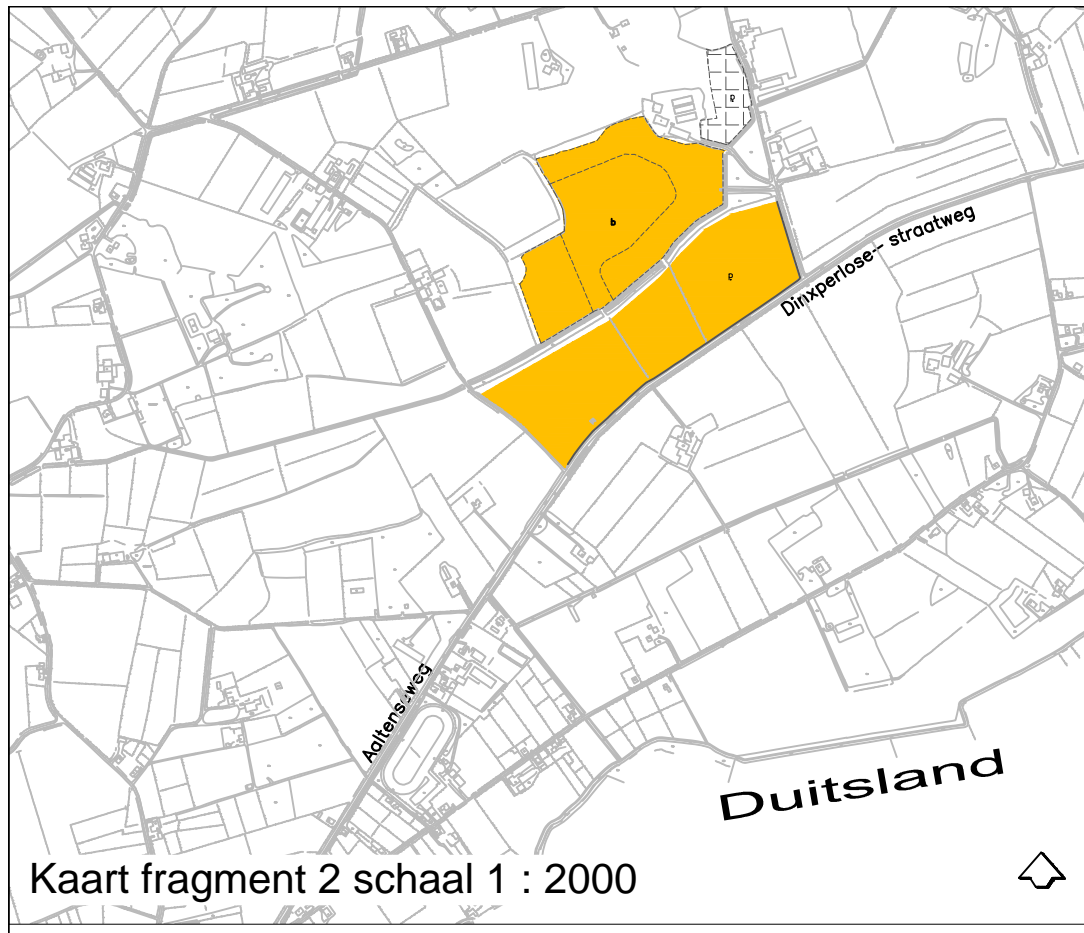 p
b
p
Dinxperlose-- straatweg
Aaltenseweg
Duitsland
Kaart fragment 2 schaal 1 : 2000